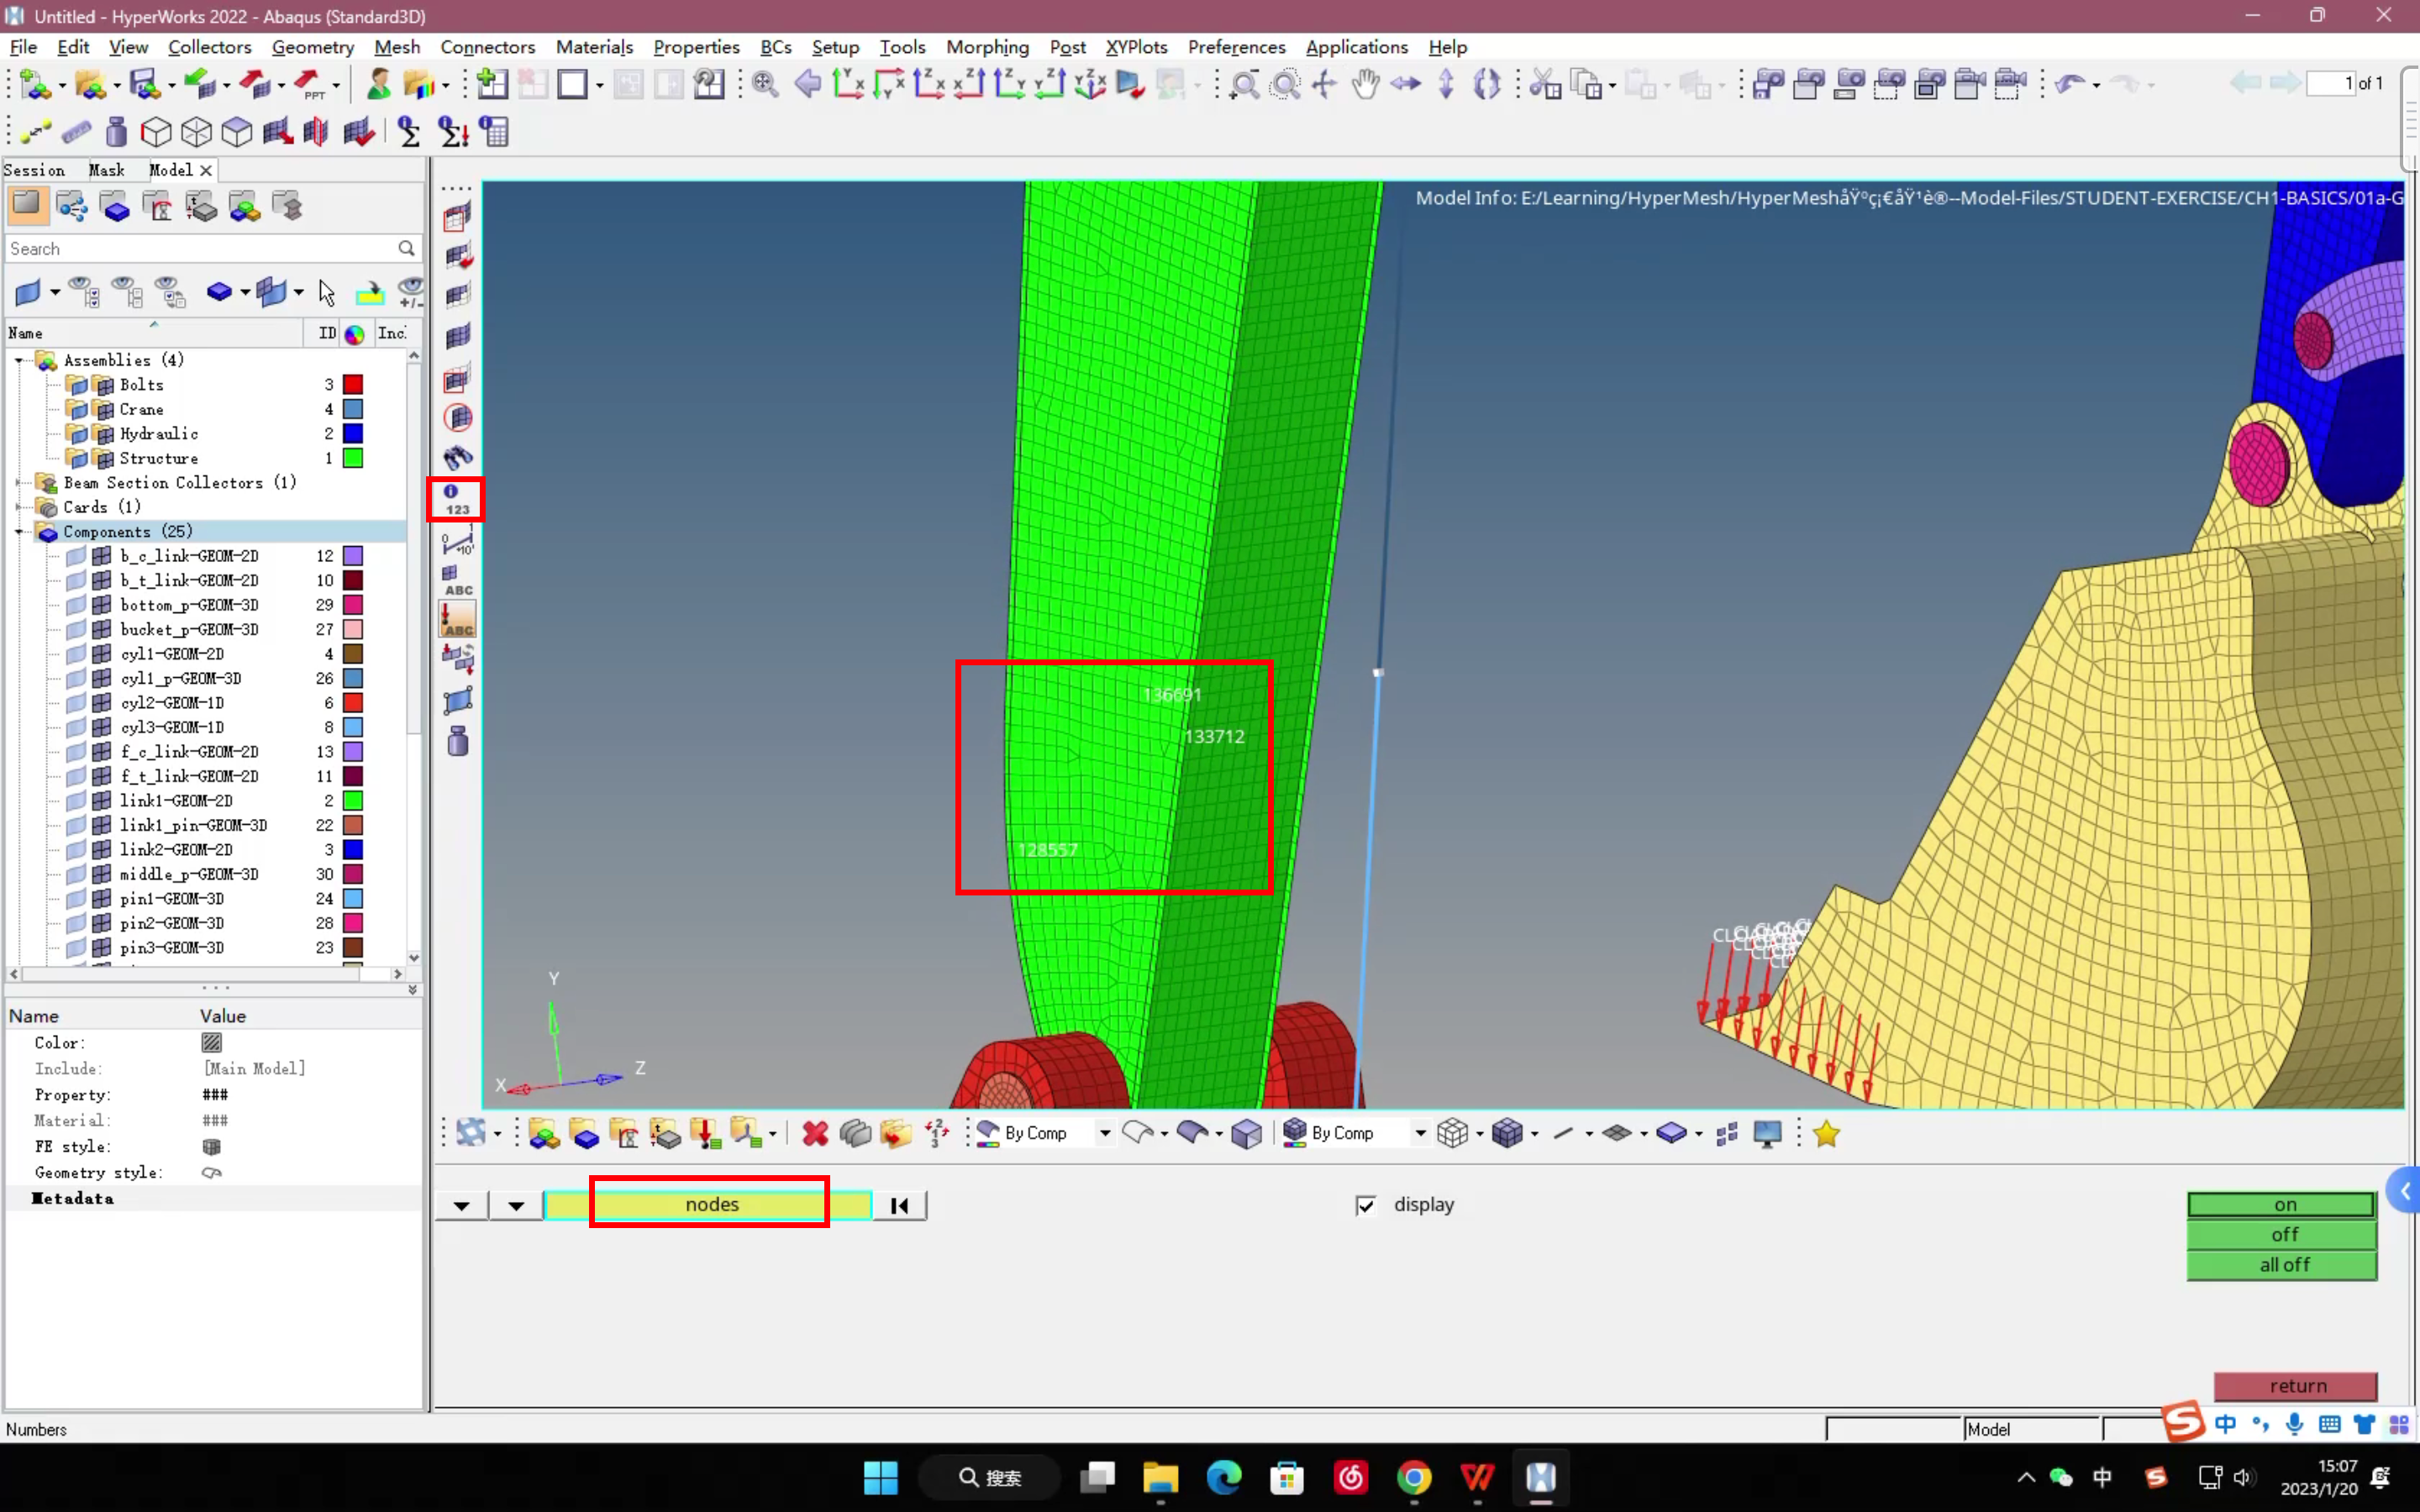 Untitled - HyperWorks 2022 - Abaqus (Standard3D)
File Edit View Collectors Geometry Mesh Connectors Materials Properties BCs Setup Tools Morphing Post XYPlots Preferences Applications Help
PPT
1 of 1
Session Mask Model
Search
Name ID Inc:
Assemblies (4)
Bolts 3
Crane 4
Hydraulic 2
Structure 1
Beam Section Collectors (1)
Cards (1)
Components (25)
b_c_link-GEOM-2D 12
b_t_link-GEOM-2D 10
bottom_p-GEOM-3D 29
bucket_p-GEOM-3D 27
cyl1-GEOM-2D 4
cyl1_p-GEOM-3D 26
cyl2-GEOM-1D 6
cyl3-GEOM-1D 8
f_c_link-GEOM-2D 13
f_t_link-GEOM-2D 11
link1-GEOM-2D 2
link1_pin-GEOM-3D 22
link2-GEOM-2D 3
middle_p-GEOM-3D 30
pin1-GEOM-3D 24
pin2-GEOM-3D 28
pin3-GEOM-3D 23
Name Value
Color:
Include: [Main Model]
Property: ###
Material: ###
FE style:
Geometry style:
Metadata
123
ABC
ABC
Model Info: E:/Learning/HyperMesh/HyperMeshåŸºç¡€åŸ¹è®­--Model-Files/STUDENT-EXERCISE/CH1-BASICS/01a-G
136691
133712
128557
Y
Z
X
By Comp
By Comp
nodes
display
on
off
all off
return
Numbers
Model
中
搜索
中
15:07
2023/1/20